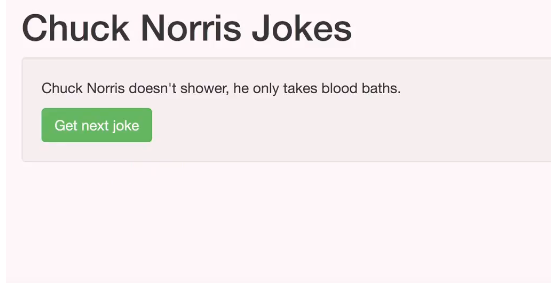 Chuck Norris Jokes
Chuck Norris doesn't shower, he only takes blood baths.
Get next joke